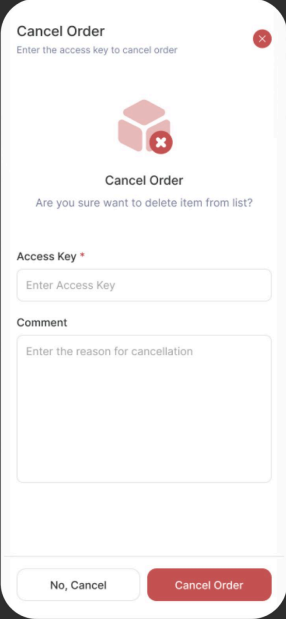 Cancel Order
Enter the access key to cancel order
Cancel Order
Are you sure want to delete item from list?
Access Key *
Enter Access Key
Comment
Enter the reason for cancellation
No, Cancel
Cancel Order